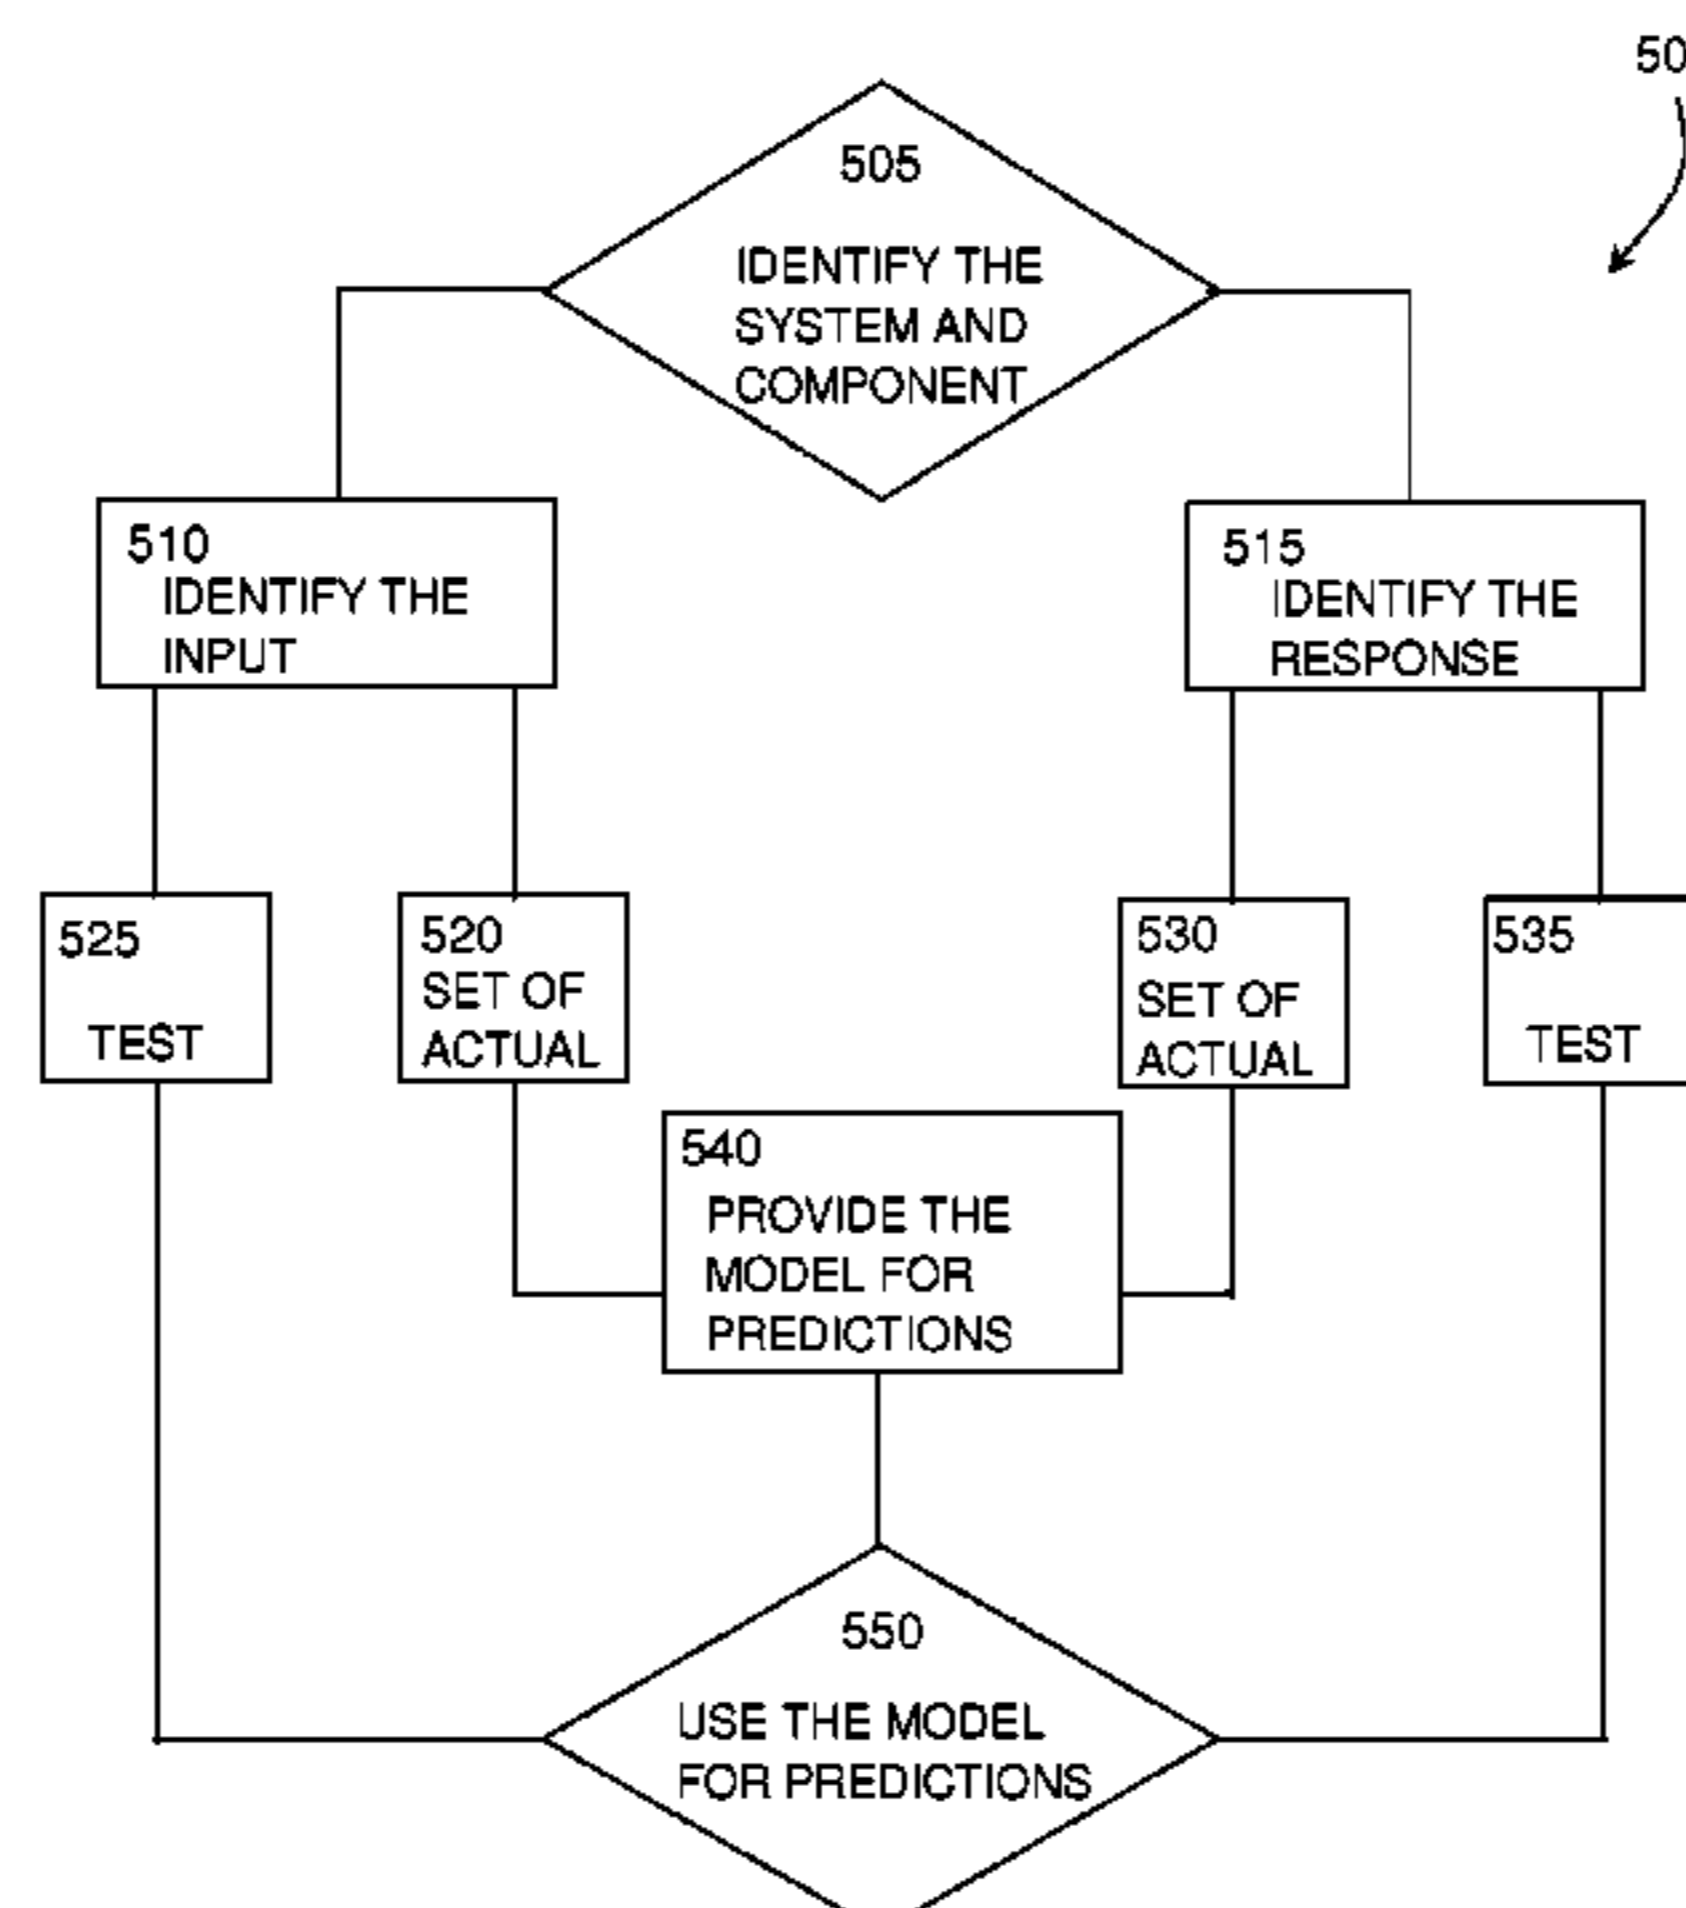 50
505
IDENTIFY THE
SYSTEM AND
COMPONENT
510
IDENTIFY THE
INPUT
515
IDENTIFY THE
RESPONSE
525
TEST
520
SET OF
ACTUAL
530
SET OF
ACTUAL
535
TEST
540
PROVIDE THE
MODEL FOR
PREDICTIONS
550
USE THE MODEL
FOR PREDICTIONS